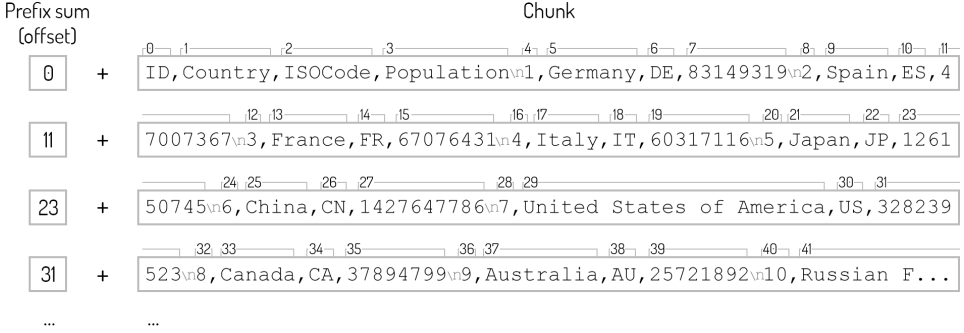 Prefix sum Chunk
(offset)
0 1 2 3 4 5 6 7 8 9 10 11
0 + ID,Country,ISOCode,Population\n1,Germany,DE,83149319\n2,Spain,ES,4
12 13 14 15 16 17 18 19 20 21 22 23
11 + 7007367\n3,France,FR,67076431\n4,Italy,IT,60317116\n5,Japan,JP,1261
24 25 26 27 28 29 30 31
23 + 50745\n6,China,CN,1427647786\n7,United States of America,US,328239
32 33 34 35 36 37 38 39 40 41
31 + 523\n8,Canada,CA,37894799\n9,Australia,AU,25721892\n10,Russian F...
... ...